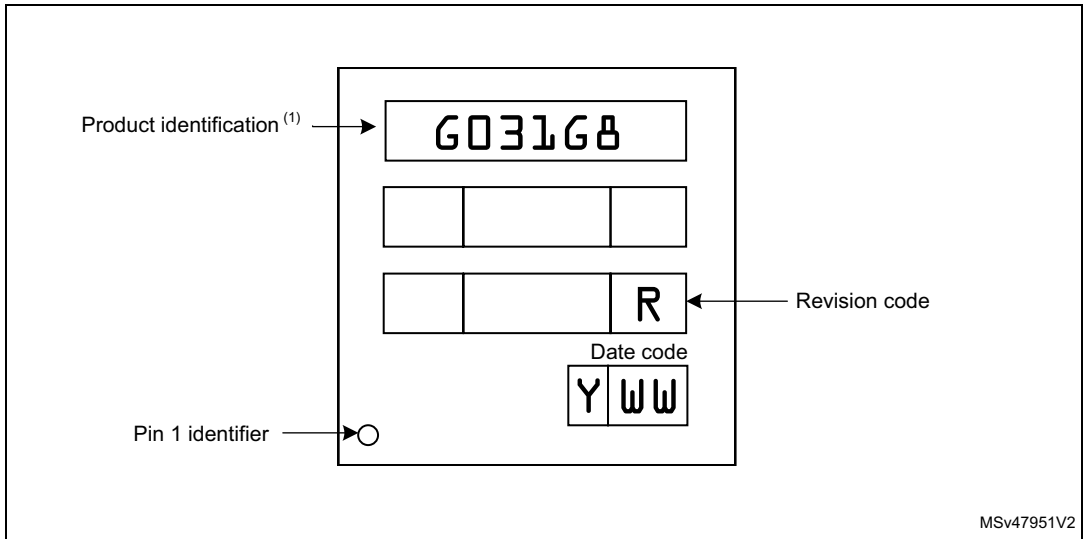 Product identification (1)
G031G8
R
Revision code
Date code
Y WW
Pin 1 identifier
MSv47951V2